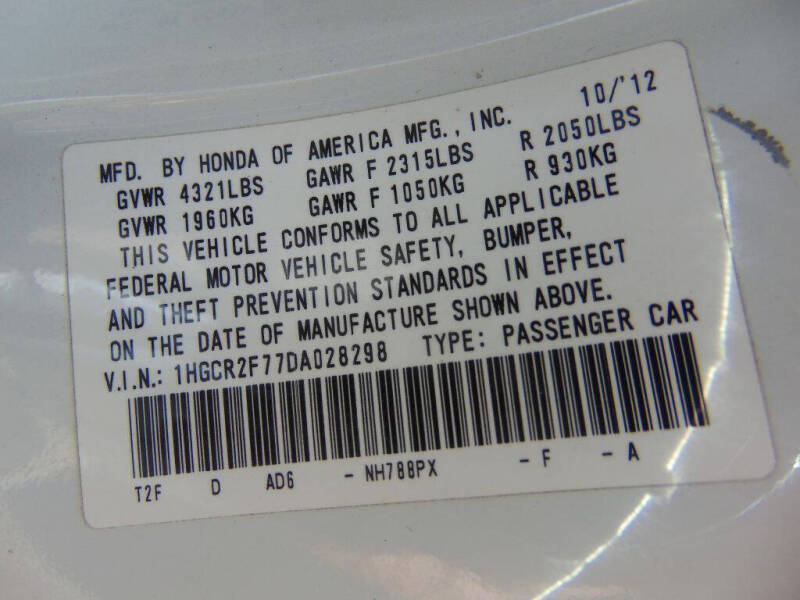 10/'12
MFD. BY HONDA OF AMERICA MFG., INC.
GVWR 4321LBS GAWR F 2315LBS R 2050LBS
GVWR 1960KG GAWR F 1050KG R 930KG
THIS VEHICLE CONFORMS TO ALL APPLICABLE
FEDERAL MOTOR VEHICLE SAFETY, BUMPER,
AND THEFT PREVENTION STANDARDS IN EFFECT
ON THE DATE OF MANUFACTURE SHOWN ABOVE.
V.I.N.: 1HGCR2F77DA028298 TYPE: PASSENGER CAR
T2F D AD6 - NH788PX - F - A